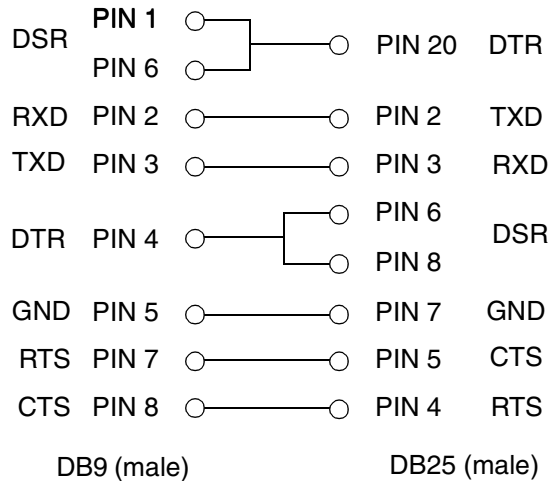 DSR PIN 1
PIN 6 PIN 20 DTR
RXD PIN 2 PIN 2 TXD
TXD PIN 3 PIN 3 RXD
DTR PIN 4 PIN 6 DSR
PIN 8
GND PIN 5 PIN 7 GND
RTS PIN 7 PIN 5 CTS
CTS PIN 8 PIN 4 RTS
DB9 (male) DB25 (male)